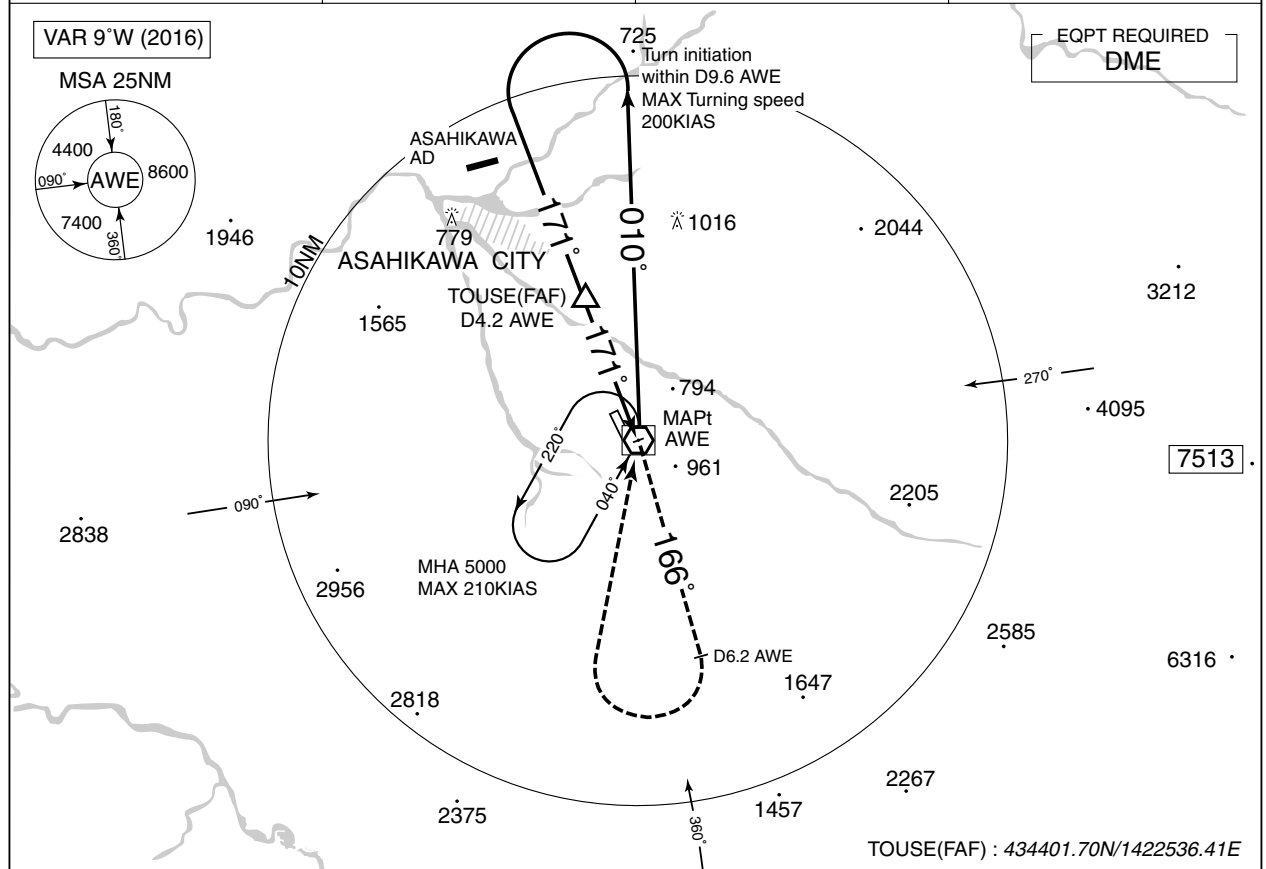 VAR 9°W (2016)
MSA 25NM
180°
4400
8600
090°
AWE
7400
360°
725
Turn initiation
within D9.6 AWE
MAX Turning speed
200KIAS
EQPT REQUIRED
DME
ASAHIKAWA
AD
1946
779
ASAHIKAWA CITY
10NM
171°
010°
1016
2044
3212
TOUSE(FAF)
D4.2 AWE
1565
171°
794
270°
4095
MAPt
AWE
961
7513
220°
040°
090°
2205
2838
MHA 5000
MAX 210KIAS
166°
2956
D6.2 AWE
2585
6316
1647
2818
2375
1457
2267
360°
TOUSE(FAF) : 434401.70N/1422536.41E